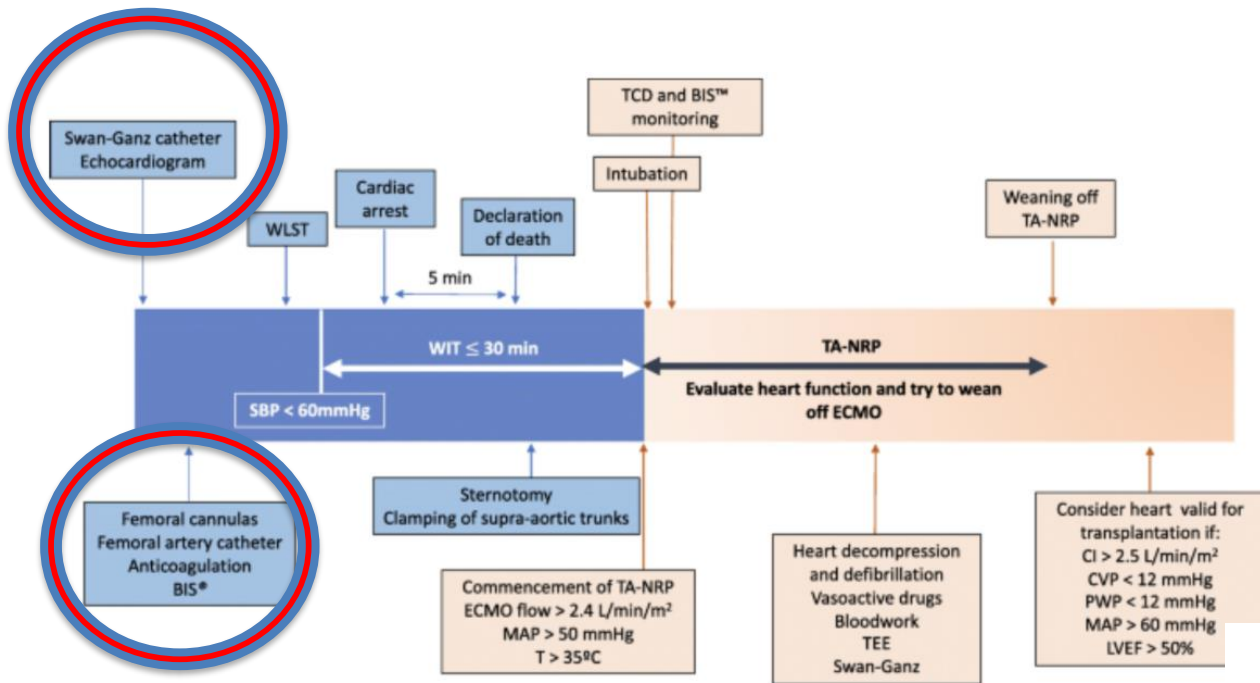 Swan-Ganz catheter
Echocardiogram
WLST
Cardiac
arrest
5 min
Declaration
of death
TCD and BIS™
monitoring
Intubation
Weaning off
TA-NRP
WIT ≤ 30 min
SBP < 60mmHg
TA-NRP
Evaluate heart function and try to wean
off ECMO
Femoral cannulas
Femoral artery catheter
Anticoagulation
BIS®
Sternotomy
Clamping of supra-aortic trunks
Commencement of TA-NRP
ECMO flow > 2.4 L/min/m²
MAP > 50 mmHg
T > 35ºC
Heart decompression
and defibrillation
Vasoactive drugs
Bloodwork
TEE
Swan-Ganz
Consider heart valid for
transplantation if:
CI > 2.5 L/min/m²
CVP < 12 mmHg
PWP < 12 mmHg
MAP > 60 mmHg
LVEF > 50%